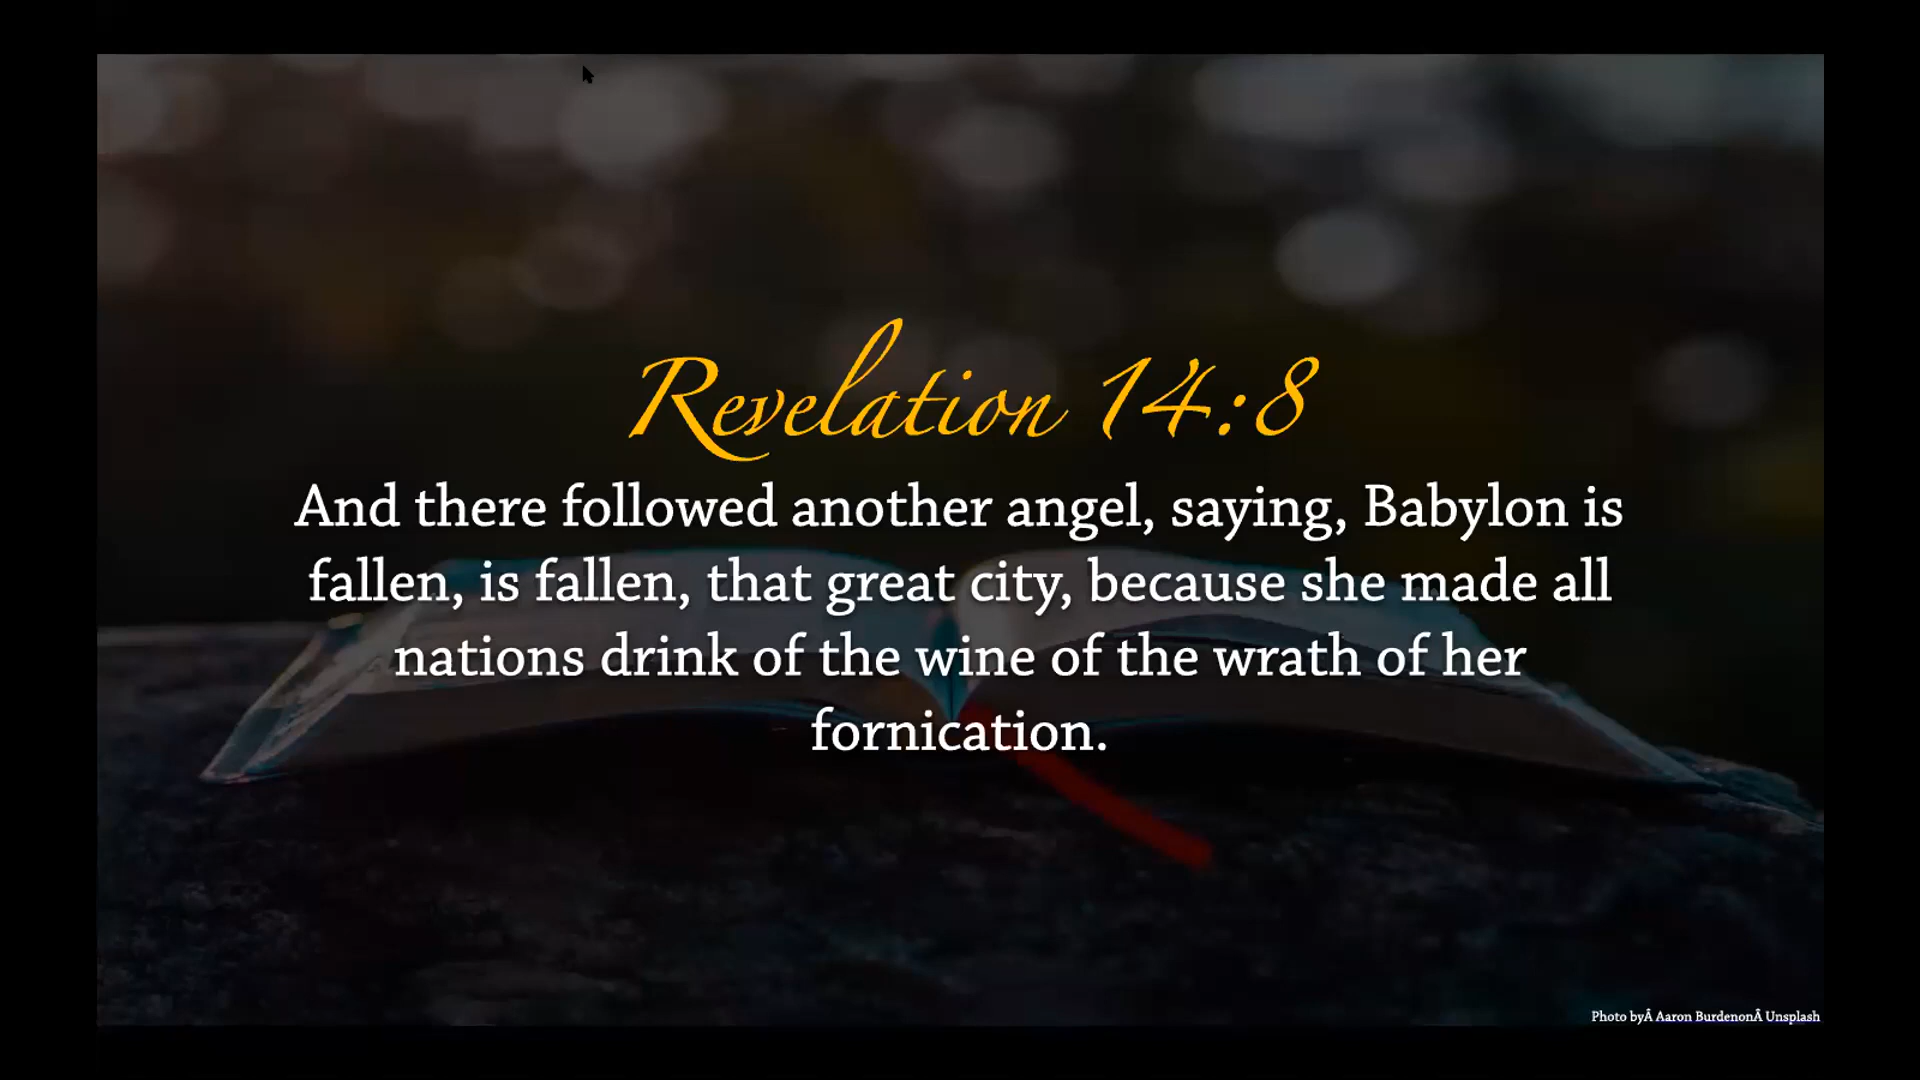 Revelation 14:8
And there followed another angel, saying, Babylon is
fallen, is fallen, that great city, because she made all
nations drink of the wine of the wrath of her
fornication.
Photo byÂ Aaron BurdenonÂ Unsplash